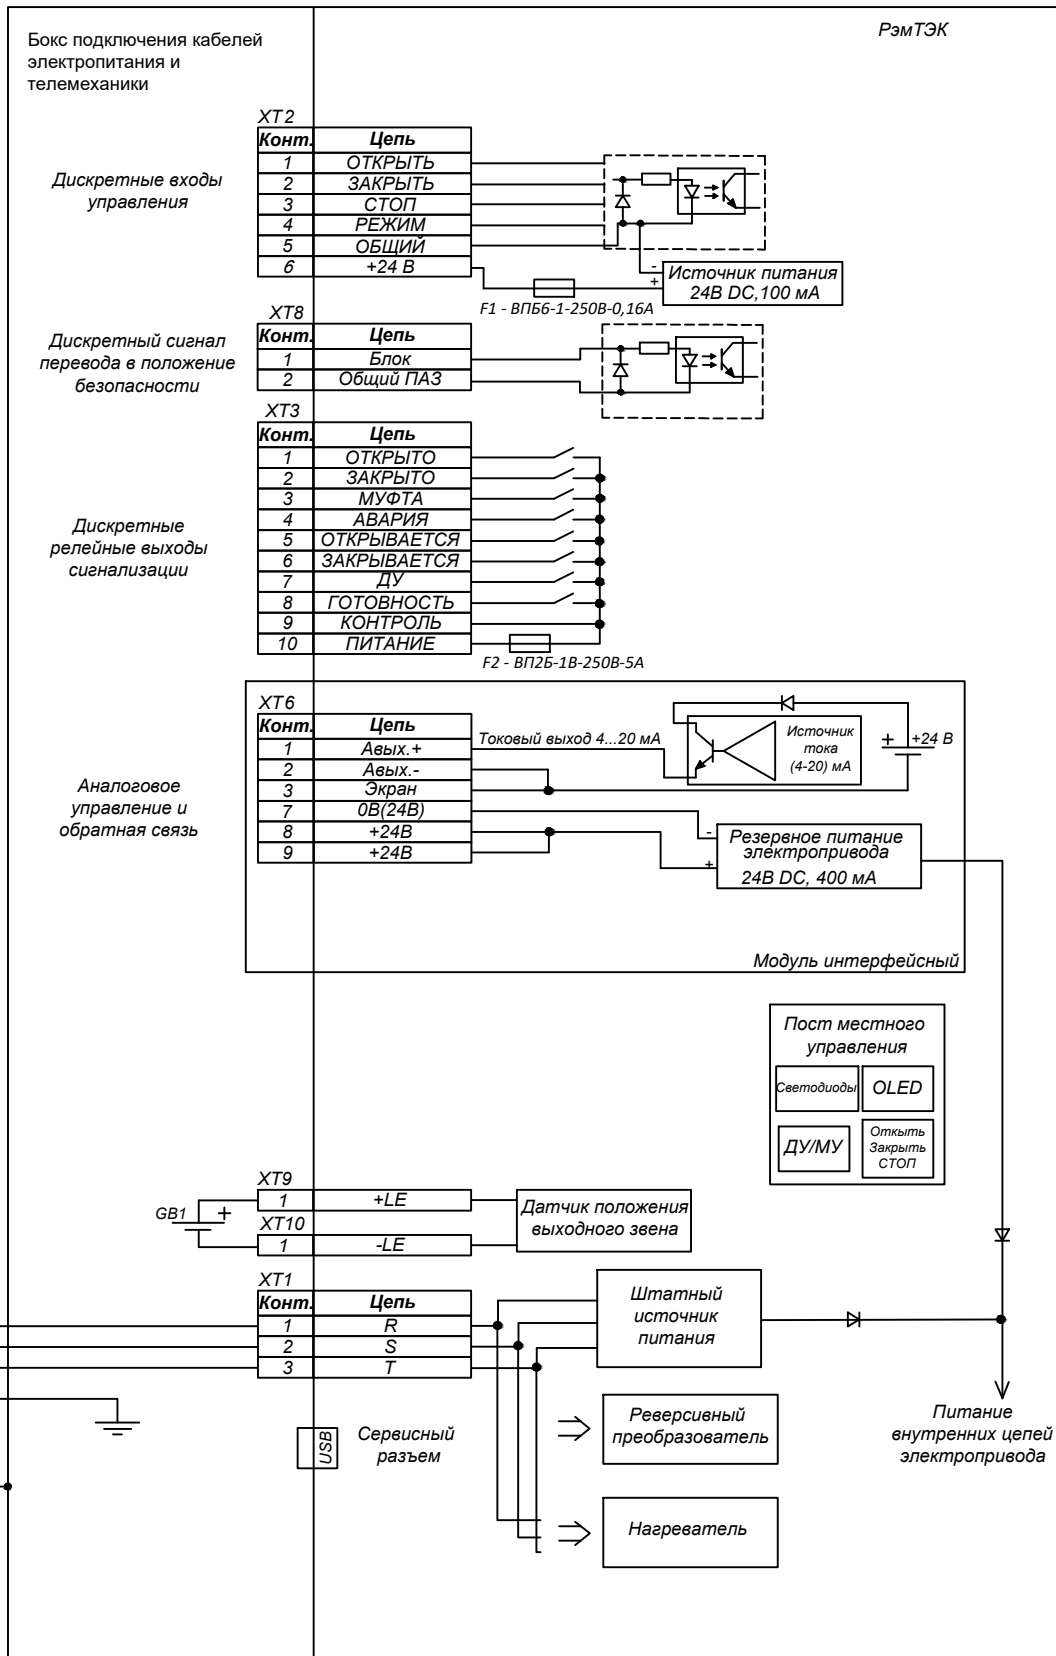 Бокс подключения кабелей
электропитания и
телемеханики
РэмТЭК
Дискретные входы
управления
XT2
Конт. Цепь
1 ОТКРЫТЬ
2 ЗАКРЫТЬ
3 СТОП
4 РЕЖИМ
5 ОБЩИЙ
6 +24 В
-
+
Источник питания
24В DC,100 мА
F1 - ВПБ6-1-250В-0,16А
Дискретный сигнал
перевода в положение
безопасности
XT8
Конт. Цепь
1 Блок
2 Общий ПАЗ
Дискретные
релейные выходы
сигнализации
XT3
Конт. Цепь
1 ОТКРЫТО
2 ЗАКРЫТО
3 МУФТА
4 АВАРИЯ
5 ОТКРЫВАЕТСЯ
6 ЗАКРЫВАЕТСЯ
7 ДУ
8 ГОТОВНОСТЬ
9 КОНТРОЛЬ
10 ПИТАНИЕ
F2 - ВП2Б-1В-250В-5А
Аналоговое
управление и
обратная связь
XT6
Конт. Цепь
1 Авых.+
2 Авых.-
3 Экран
7 0В(24В)
8 +24В
9 +24В
Токовый выход 4...20 мА
Источник
тока
(4-20) мА
+ +24 В
-
+
Резервное питание
электропривода
24В DC, 400 мА
Модуль интерфейсный
Пост местного
управления
Светодиоды
OLED
ДУ/МУ
Откыть
Закрыть
СТОП
GB1 +
XT9
1 +LE
XT10
1 -LE
Датчик положения
выходного звена
XT1
Конт. Цепь
1 R
2 S
3 T
Штатный
источник
питания
USB
Сервисный
разъем
Реверсивный
преобразователь
Питание
внутренних цепей
электропривода
Нагреватель